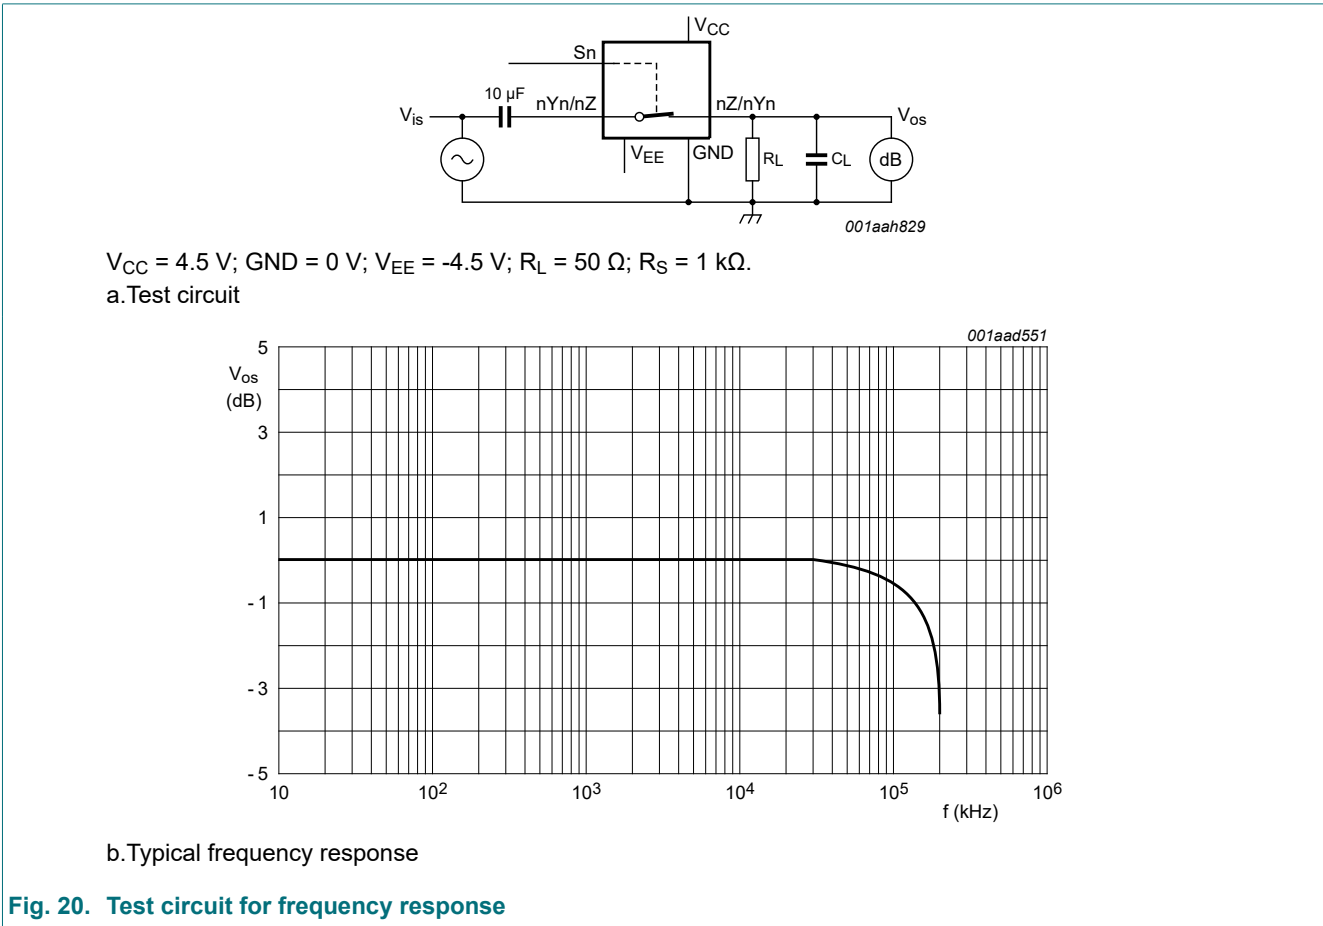 VCC
Sn
10 µF
nYn/nZ
nZ/nYn
Vis
Vos
VEE
GND
RL
CL
dB
001aah829
VCC = 4.5 V; GND = 0 V; VEE = -4.5 V; RL = 50 Ω; RS = 1 kΩ.
a.Test circuit
001aad551
5
Vos
(dB)
3
1
- 1
- 3
- 5
10
10²
10³
10⁴
10⁵
10⁶
f (kHz)
b.Typical frequency response
Fig. 20. Test circuit for frequency response